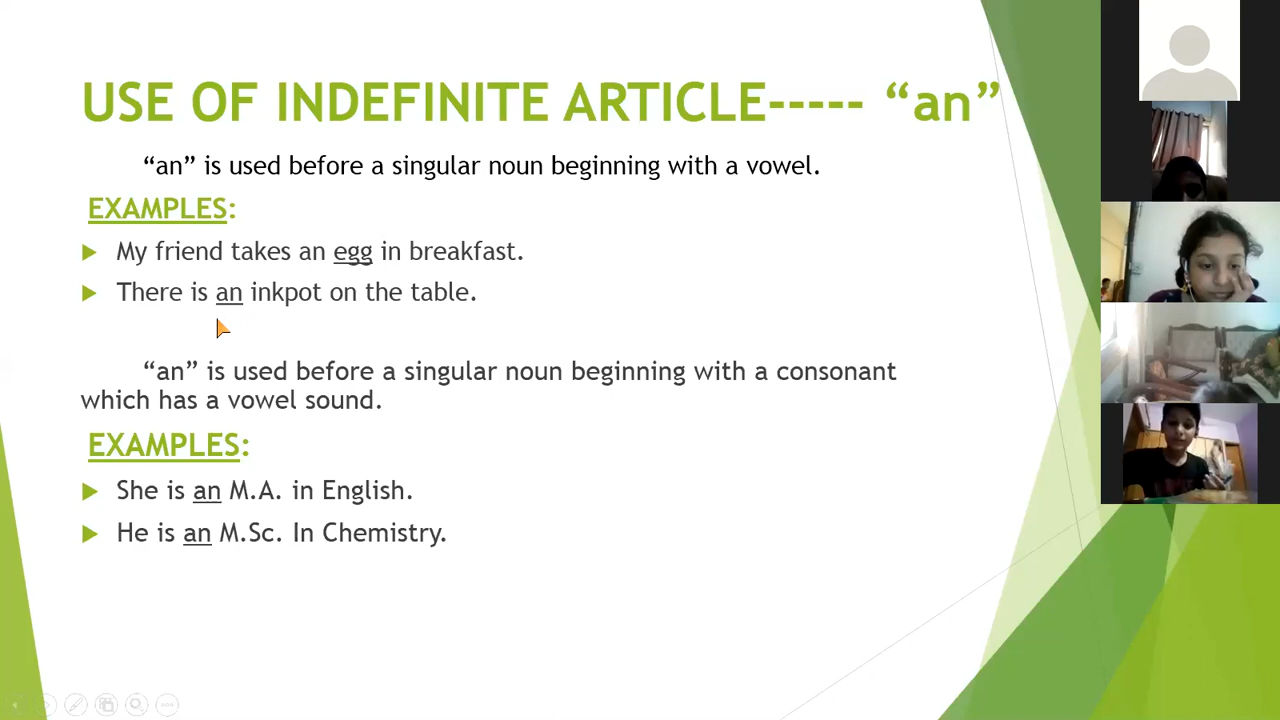 USE OF INDEFINITE ARTICLE----- “an”
“an” is used before a singular noun beginning with a vowel.
EXAMPLES:
My friend takes an egg in breakfast.
There is an inkpot on the table.
“an” is used before a singular noun beginning with a consonant
which has a vowel sound.
EXAMPLES:
She is an M.A. in English.
He is an M.Sc. In Chemistry.